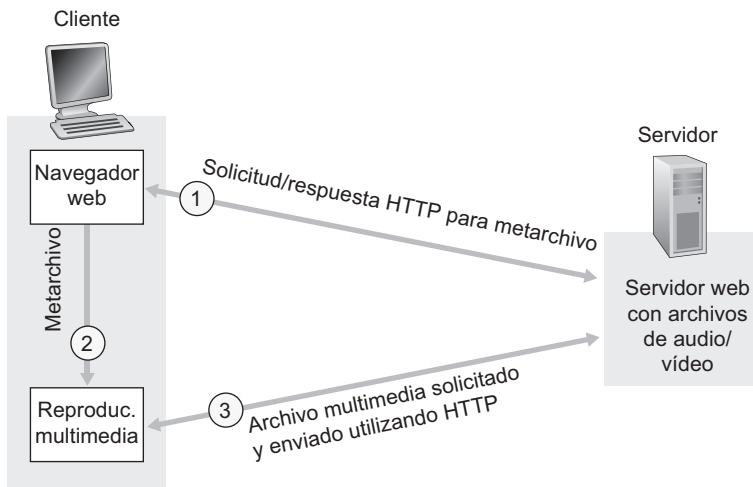 Cliente
Servidor
Navegador
web
1
Solicitud/respuesta HTTP para metarchivo
Metarchivo
2
Servidor web
con archivos
de audio/
vídeo
Reproduc.
multimedia
3
Archivo multimedia solicitado
y enviado utilizando HTTP